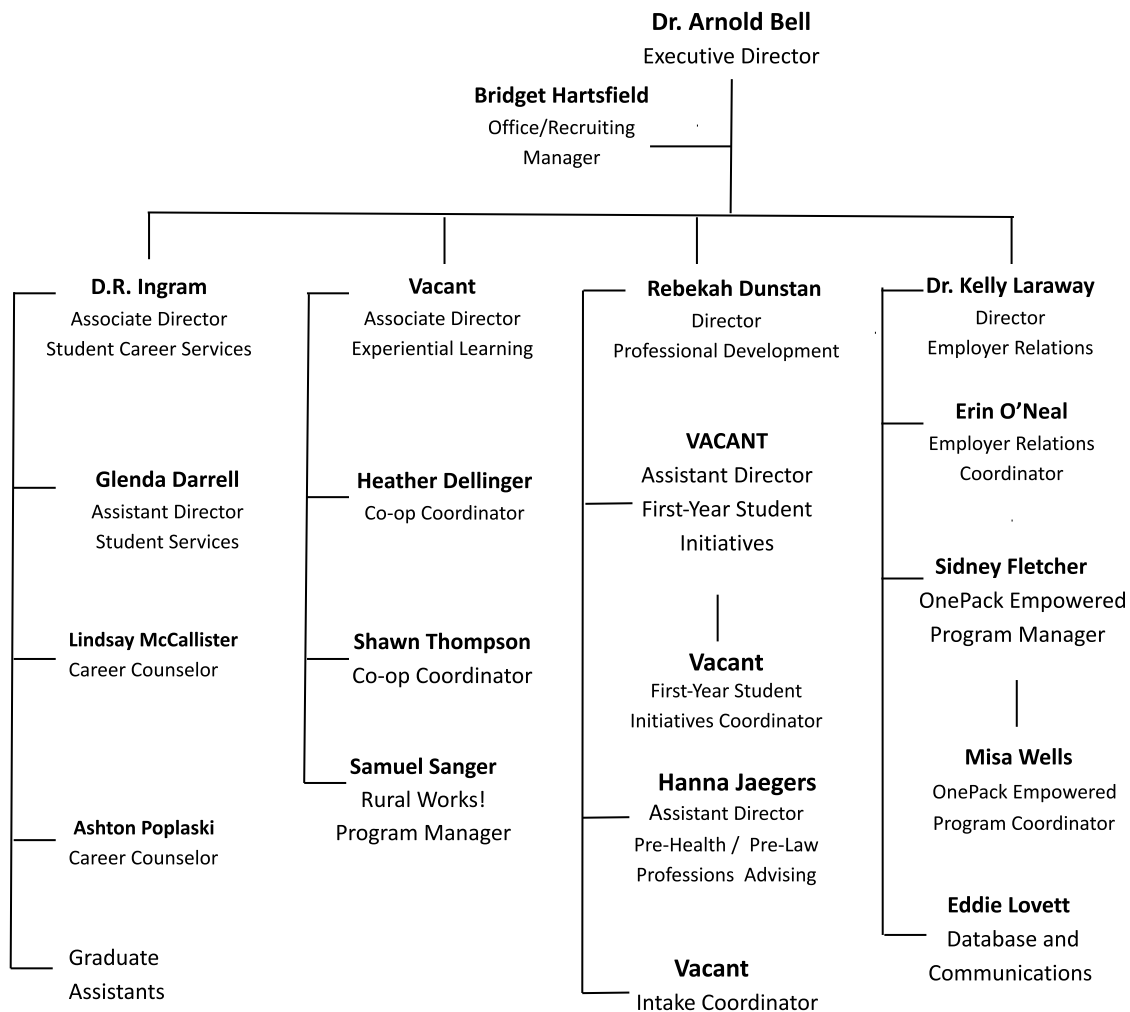 Dr. Arnold Bell
Executive Director
Bridget Hartsfield
Office/Recruiting
Manager
D.R. Ingram
Associate Director
Student Career Services
Glenda Darrell
Assistant Director
Student Services
Lindsay McCallister
Career Counselor
Ashton Poplaski
Career Counselor
Graduate
Assistants
Vacant
Associate Director
Experiential Learning
Heather Dellinger
Co-op Coordinator
Shawn Thompson
Co-op Coordinator
Samuel Sanger
Rural Works!
Program Manager
Rebekah Dunstan
Director
Professional Development
VACANT
Assistant Director
First-Year Student
Initiatives
Vacant
First-Year Student
Initiatives Coordinator
Hanna Jaegers
Assistant Director
Pre-Health / Pre-Law
Professions Advising
Vacant
Intake Coordinator
Dr. Kelly Laraway
Director
Employer Relations
Erin O’Neal
Employer Relations
Coordinator
Sidney Fletcher
OnePack Empowered
Program Manager
Misa Wells
OnePack Empowered
Program Coordinator
Eddie Lovett
Database and
Communications